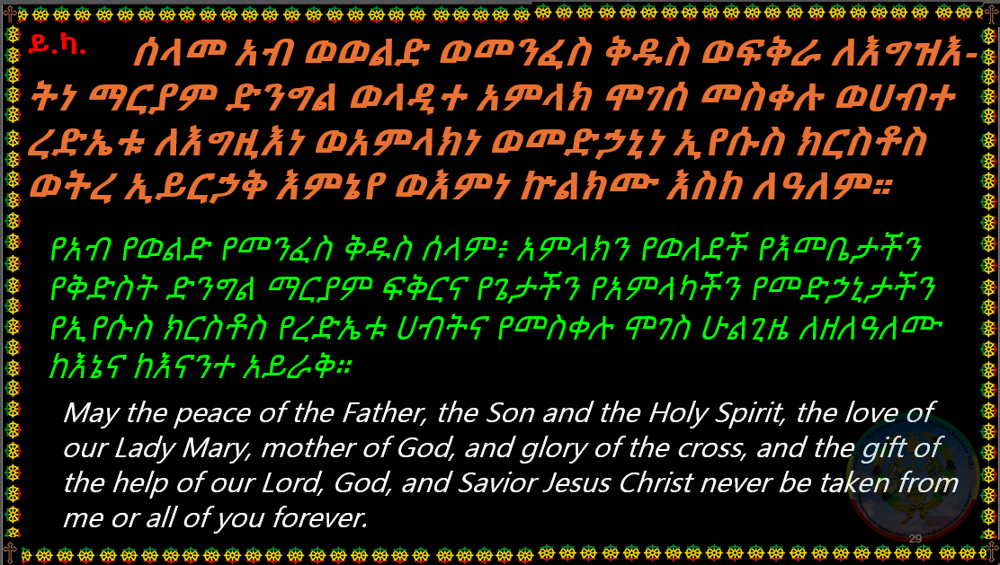 ይ.ካ. ሰላመ አብ ወወልድ ወመንፈስ ቅዱስ ወፍቅራ ለእግዝእ-
ትነ ማርያም ድንግል ወላዲተ አምላክ ሞገሰ መስቀሉ ወሀብተ
ረድኤቱ ለእግዚእነ ወአምላክነ ወመድኃኒነ ኢየሱስ ክርስቶስ
ወትረ ኢይርኃቅ እምኔየ ወእምነ ኵልክሙ እስከ ለዓለም።
የአብ የወልድ የመንፈስ ቅዱስ ሰላም፥ አምላክን የወለደች የእመቤታችን
የቅድስት ድንግል ማርያም ፍቅርና የጌታችን የአምላካችን የመድኃኒታችን
የኢየሱስ ክርስቶስ የረድኤቱ ሀብትና የመስቀሉ ሞገስ ሁልጊዜ ለዘለዓለሙ
ከእኔና ከእናንተ አይራቅ።
May the peace of the Father, the Son and the Holy Spirit, the love of
our Lady Mary, mother of God, and glory of the cross, and the gift of
the help of our Lord, God, and Savior Jesus Christ never be taken from
me or all of you forever.
29